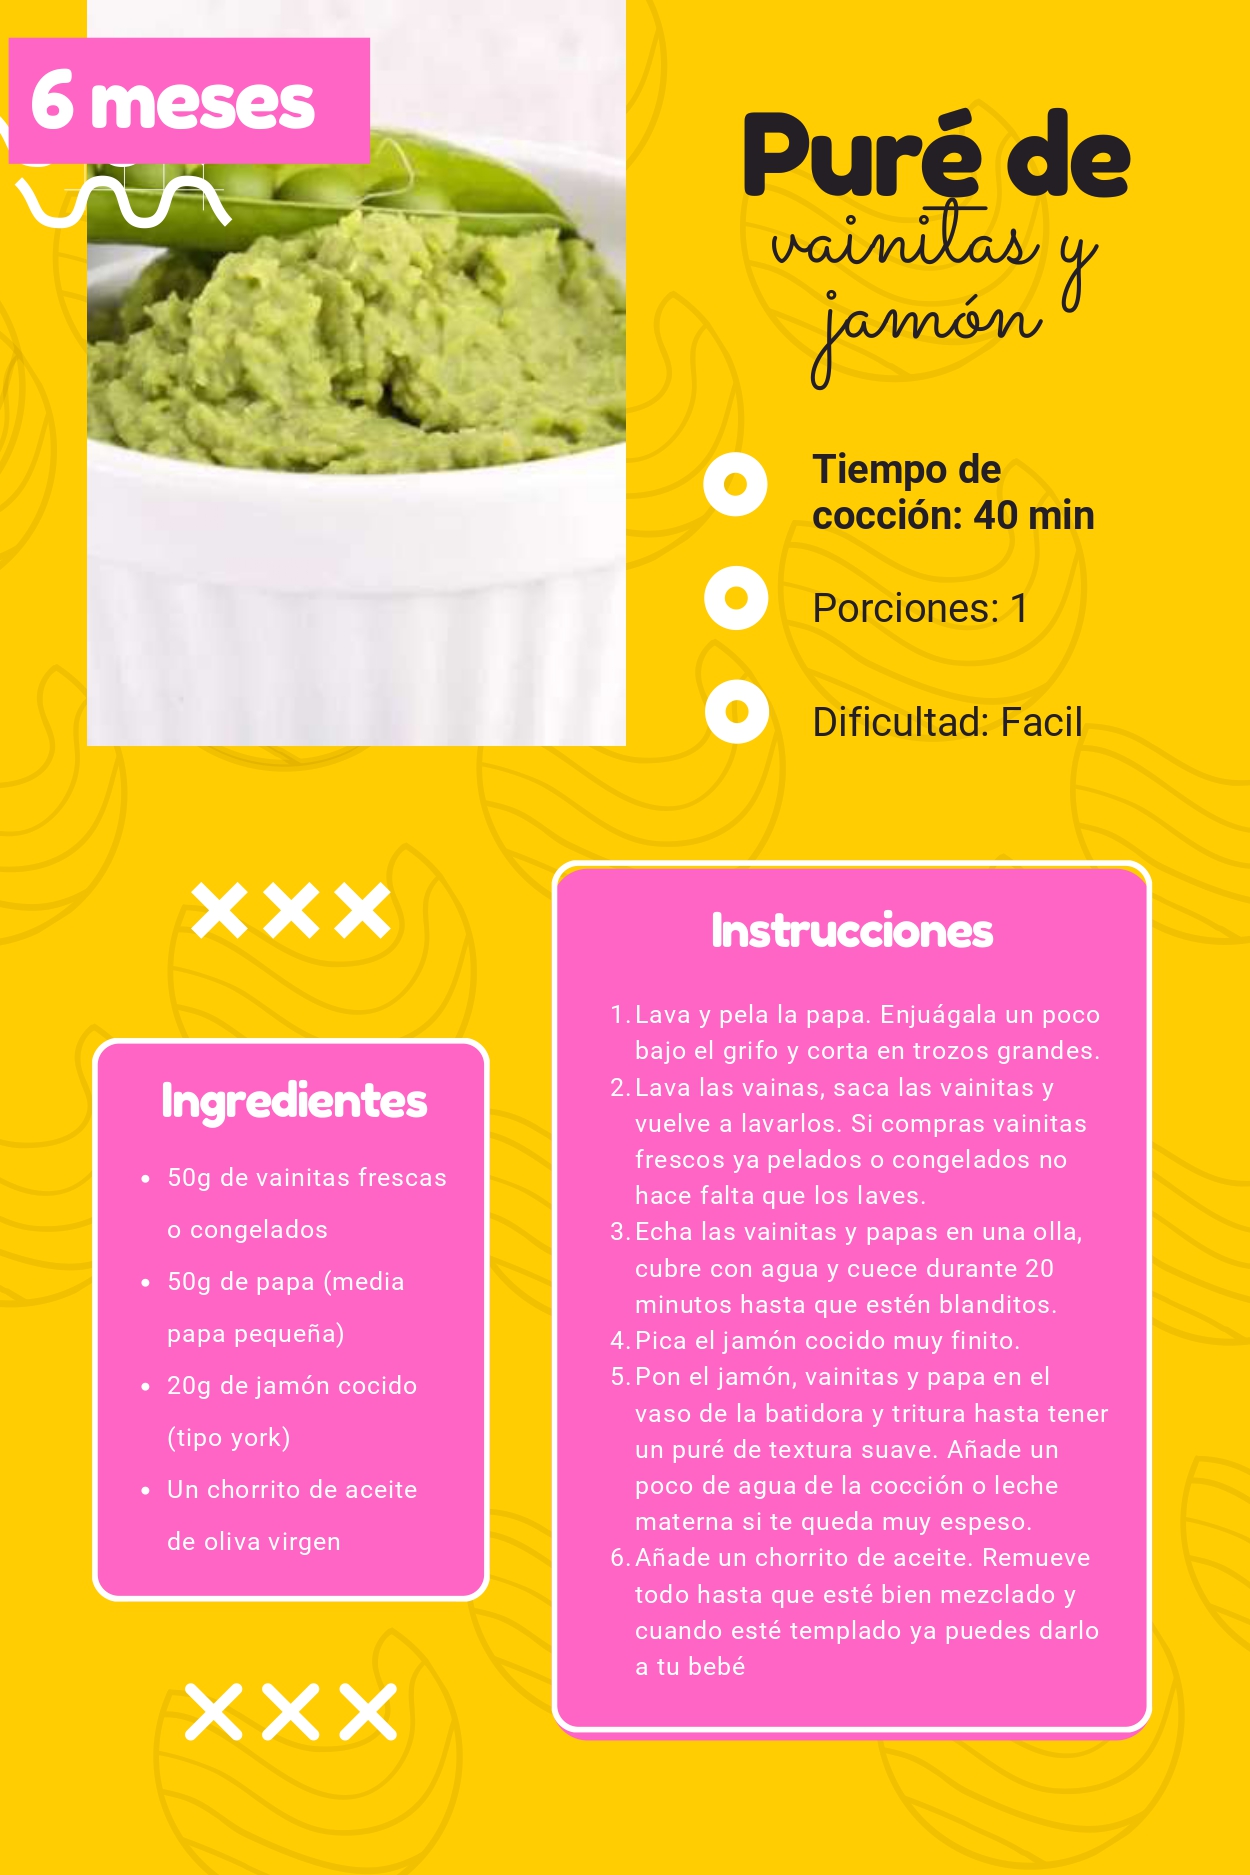 6 meses
Puré de
vainitas y
jamón
Tiempo de
cocción: 40 min
Porciones: 1
Dificultad: Facil
Ingredientes
• 50g de vainitas frescas
o congelados
• 50g de papa (media
papa pequeña)
• 20g de jamón cocido
(tipo york)
• Un chorrito de aceite
de oliva virgen
Instrucciones
1. Lava y pela la papa. Enjuágala un poco
bajo el grifo y corta en trozos grandes.
2. Lava las vainas, saca las vainitas y
vuelve a lavarlos. Si compras vainitas
frescos ya pelados o congelados no
hace falta que los laves.
3. Echa las vainitas y papas en una olla,
cubre con agua y cuece durante 20
minutos hasta que estén blanditos.
4. Pica el jamón cocido muy finito.
5. Pon el jamón, vainitas y papa en el
vaso de la batidora y tritura hasta tener
un puré de textura suave. Añade un
poco de agua de la cocción o leche
materna si te queda muy espeso.
6. Añade un chorrito de aceite. Remueve
todo hasta que esté bien mezclado y
cuando esté templado ya puedes darlo
a tu bebé